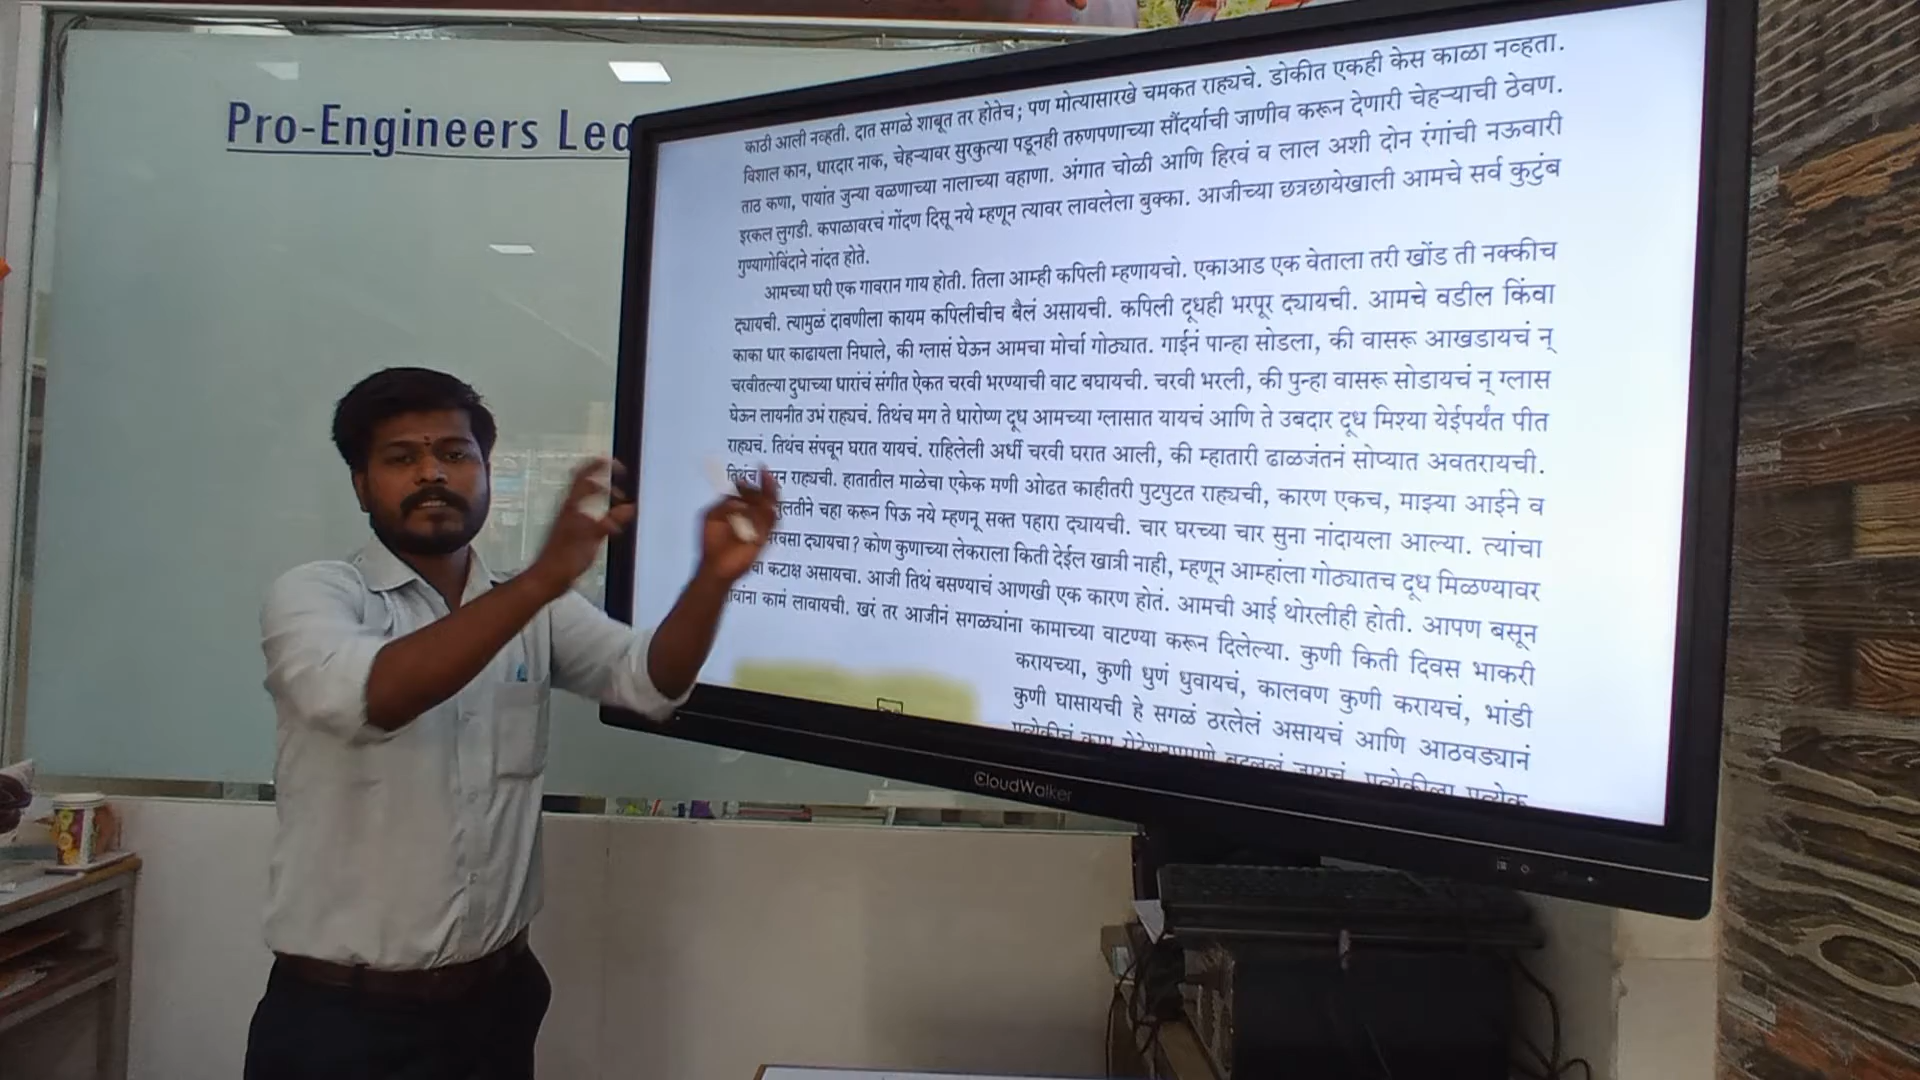 Pro-Engineers
काठी आली नव्हती. दात सगळे शाबूत तर होतेच; पण मोत्यासारखे चमकत राह्यचे. डोकीत एकही केस काळा नव्हता.
विशाल कान, धारदार नाक, चेहऱ्यावर सुरकुत्या पडूनही तरुणपणाच्या सौंदर्याची जाणीव करून देणारी चेहऱ्याची ठेवण.
ताठ कणा, पायांत जुन्या वळणाच्या नालाच्या वहाणा. अंगात चोळी आणि हिरवं व लाल अशी दोन रंगांची नऊवारी
इरकल लुगडी. कपाळावरचं गोंदण दिसू नये म्हणून त्यावर लावलेला बुक्का. आजीच्या छत्रछायेखाली आमचे सर्व कुटुंब
गुण्यागोविंदाने नांदत होते.
आमच्या घरी एक गावरान गाय होती. तिला आम्ही कपिली म्हणायचो. एकाआड एक वेताला तरी खोंड ती नक्कीच
द्यायची. त्यामुळं दावणीला कायम कपिलीचीच बैलं असायची. कपिली दूधही भरपूर द्यायची. आमचे वडील किंवा
काका धार काढायला निघाले, की ग्लासं घेऊन आमचा मोर्चा गोठ्यात. गाईनं पान्हा सोडला, की वासरू आखडायचं न्
चरवीतल्या दुधाच्या धारांचं संगीत ऐकत चरवी भरण्याची वाट बघायची. चरवी भरली, की पुन्हा वासरू सोडायचं न् ग्लास
घेऊन लायनीत उभं राह्यचं. तिथंच मग ते धारोष्ण दूध आमच्या ग्लासात यायचं आणि ते उबदार दूध मिश्या येईपर्यंत पीत
राह्यचं. तिथंच संपवून घरात यायचं. राहिलेली अर्धी चरवी घरात आली, की म्हातारी ढाळजंतनं सोप्यात अवतरायची.
तिथंच राह्यची. हातातील माळेचा एकेक मणी ओढत काहीतरी पुटपुटत राह्यची, कारण एकच, माझ्या आईने व
चुलतीने चहा करून पिऊ नये म्हणनू सक्त पहारा द्यायची. चार घरच्या चार सुना नांदायला आल्या. त्यांचा
द्यायचा? कोण कुणाच्या लेकराला किती देईल खात्री नाही, म्हणून आम्हांला गोठ्यातच दूध मिळण्यावर
कटाक्ष असायचा. आजी तिथं बसण्याचं आणखी एक कारण होतं. आमची आई थोरलीही होती. आपण बसून
कामं लावायची. खरं तर आजीनं सगळ्यांना कामाच्या वाटण्या करून दिलेल्या. कुणी किती दिवस भाकरी
करायच्या, कुणी धुणं धुवायचं, कालवण कुणी करायचं, भांडी
कुणी घासायची हे सगळं ठरलेलं असायचं आणि आठवड्यानं
CloudWalker